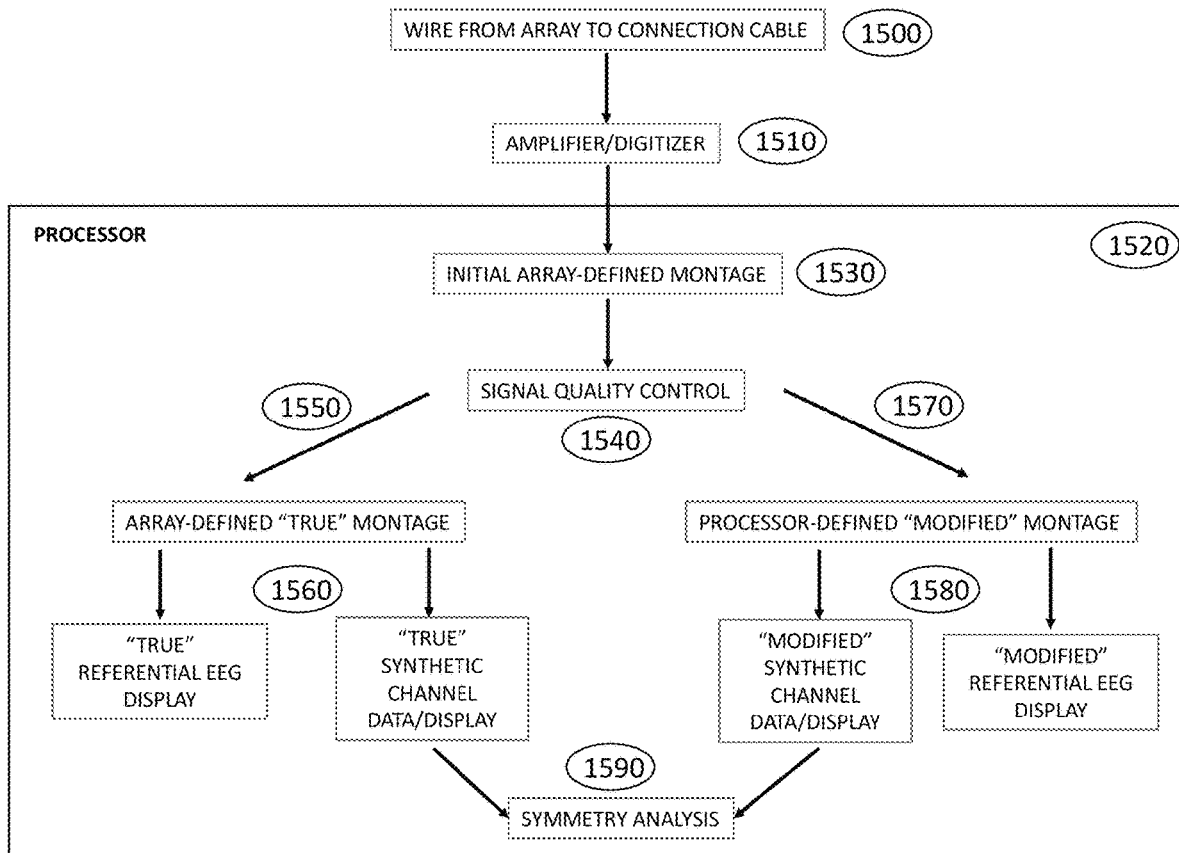 WIRE FROM ARRAY TO CONNECTION CABLE
1500
AMPLIFIER/DIGITIZER
1510
PROCESSOR
1520
INITIAL ARRAY-DEFINED MONTAGE
1530
SIGNAL QUALITY CONTROL
1540
1550
1570
ARRAY-DEFINED “TRUE” MONTAGE
PROCESSOR-DEFINED “MODIFIED” MONTAGE
1560
1580
“TRUE”
REFERENTIAL EEG
DISPLAY
“TRUE”
SYNTHETIC
CHANNEL
DATA/DISPLAY
“MODIFIED”
SYNTHETIC
CHANNEL
DATA/DISPLAY
“MODIFIED”
REFERENTIAL EEG
DISPLAY
1590
SYMMETRY ANALYSIS